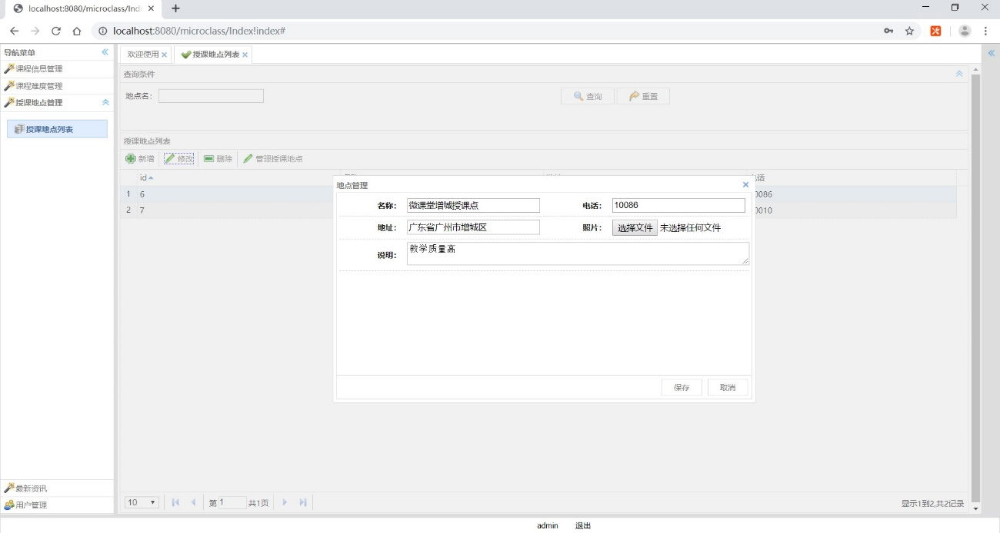 localhost:8080/microclass/Ind
localhost:8080/microclass/Index!index#
导航菜单
课程信息管理
课程难度管理
授课地点管理
授课地点列表
最新资讯
用户管理
欢迎使用
授课地点列表
查询条件
地点名:
查询
重置
授课地点列表
新增
修改
删除
管理授课地点
id
1 6
0086
2 7
0010
地点管理
名称: 微课堂增城授课点
电话: 10086
地址: 广东省广州市增城区
照片: 选择文件 未选择任何文件
说明: 教学质量高
保存
取消
10
第 1 共1页
显示1到2,共2记录
admin 退出